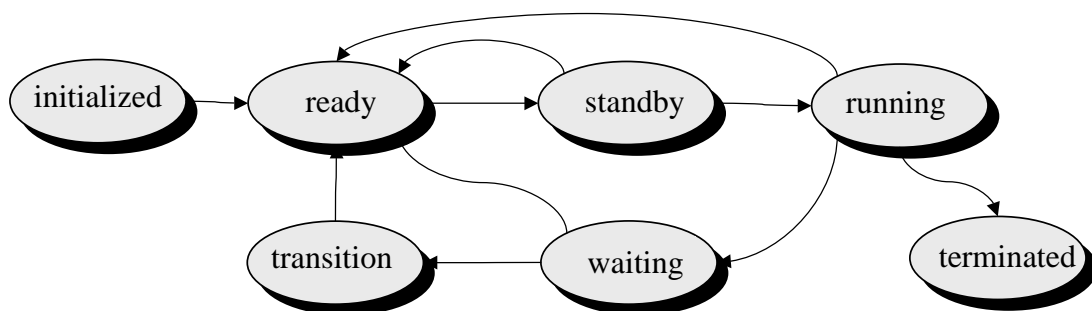 initialized
ready
standby
running
transition
waiting
terminated